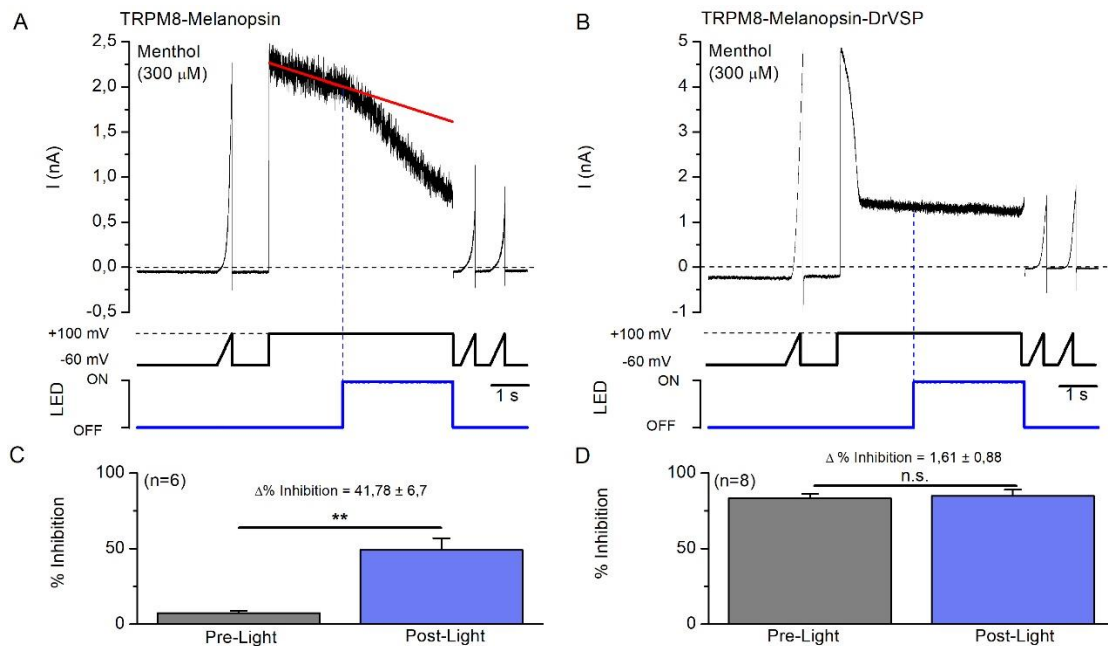 A
TRPM8-Melanopsin
Menthol
(300 μM)
2,5
2,0
1,5
1,0
0,5
0,0
-0,5
I (nA)
+100 mV
-60 mV
LED
ON
OFF
1 s
B
TRPM8-Melanopsin-DrVSP
Menthol
(300 μM)
5
4
3
2
1
0
-1
I (nA)
+100 mV
-60 mV
LED
ON
OFF
1 s
C
(n=6)
Δ% Inhibition = 41,78 ± 6,7
**
100
50
0
% Inhibition
Pre-Light
Post-Light
D
(n=8)
Δ % Inhibition = 1,61 ± 0,88
n.s.
100
50
0
% Inhibition
Pre-Light
Post-Light